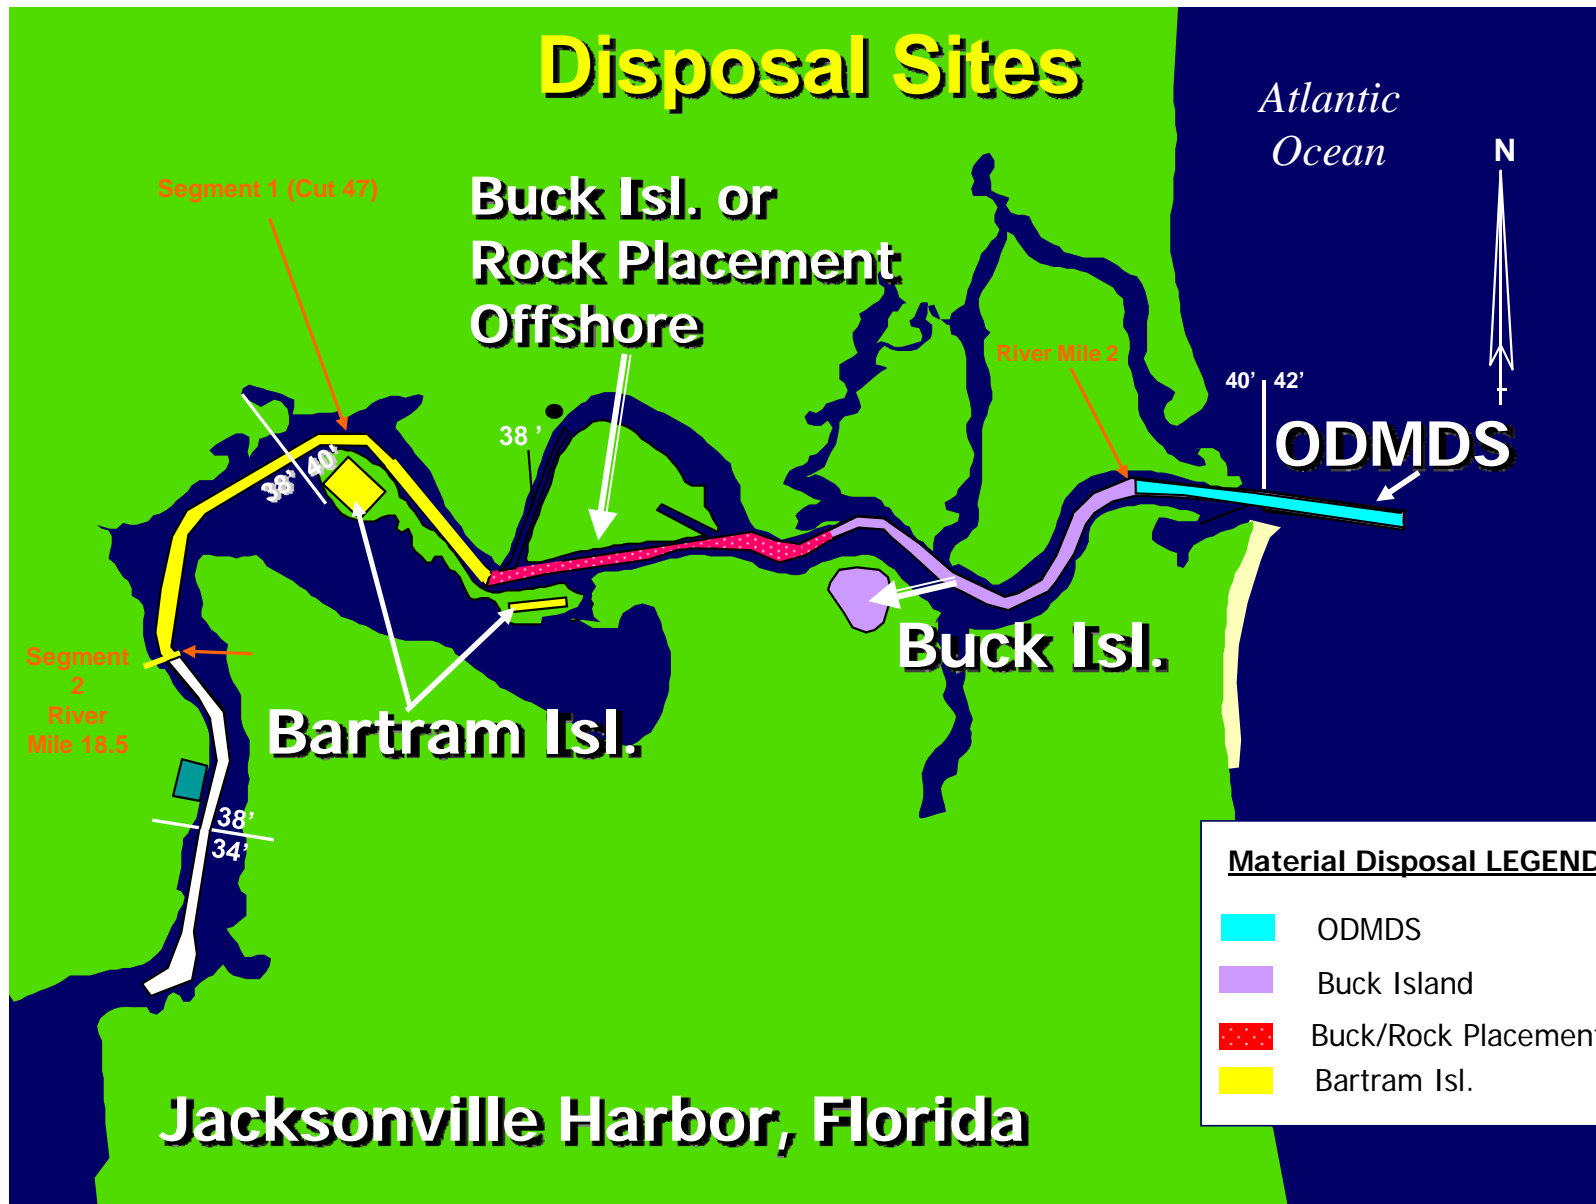 Disposal Sites
Atlantic
Ocean
N
Segment 1 (Cut 47)
Buck Isl. or
Rock Placement
Offshore
River Mile 2
40’ 42’
ODMDS
38 ’
38’ 40’
Buck Isl.
Segment
2
River
Mile 18.5
Bartram Isl.
38’
34’
Material Disposal LEGEND
ODMDS
Buck Island
Buck/Rock Placement
Bartram Isl.
Jacksonville Harbor, Florida